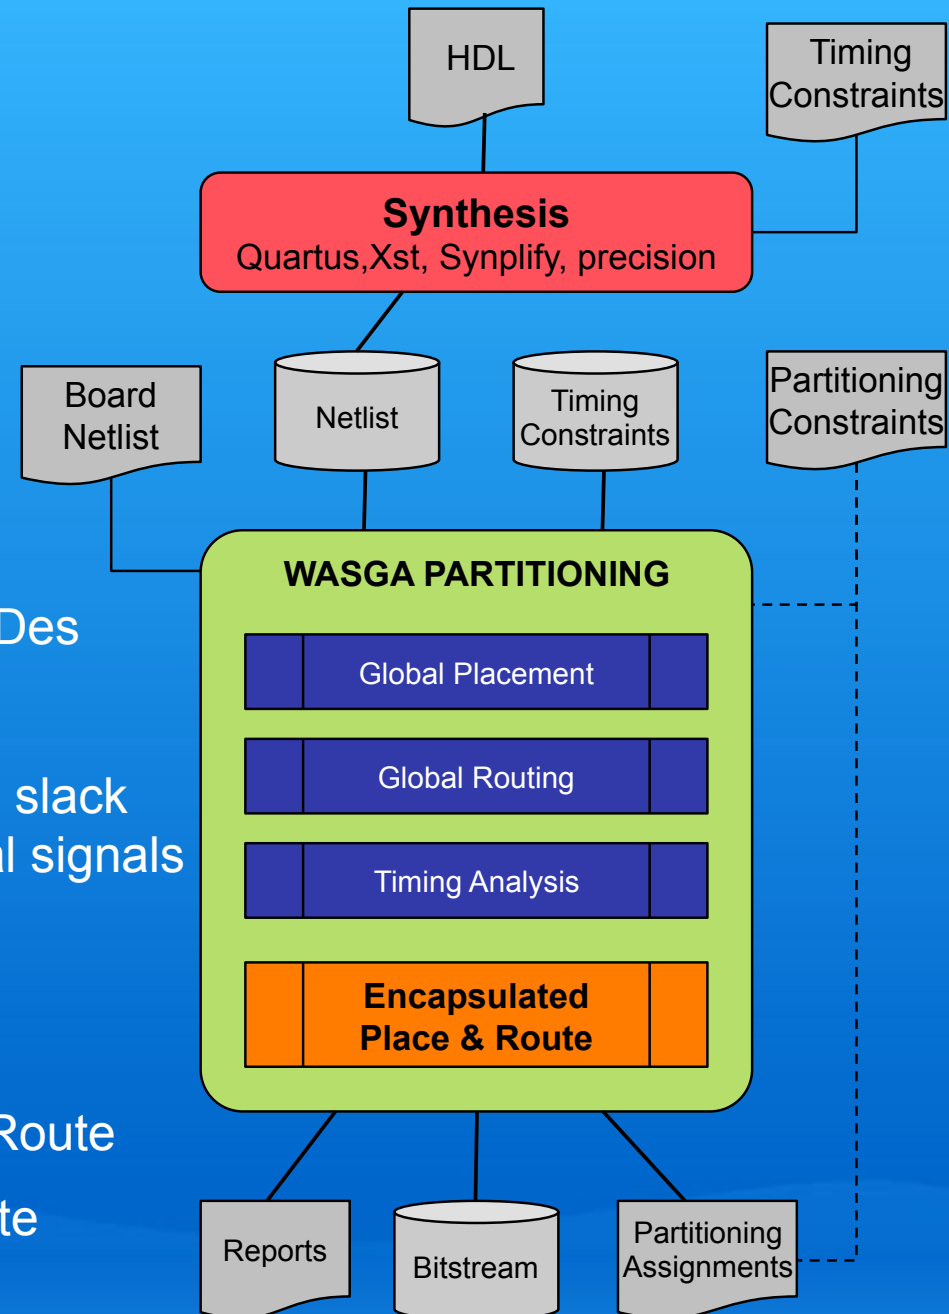 HDL
Timing
Constraints
Synthesis
Quartus,Xst, Synplify, precision
Board
Netlist
Netlist
Timing
Constraints
Partitioning
Constraints
WASGA PARTITIONING
Des
Global Placement
Global Routing
slack
al signals
Timing Analysis
Encapsulated
Place & Route
Route
te
Reports
Bitstream
Partitioning
Assignments